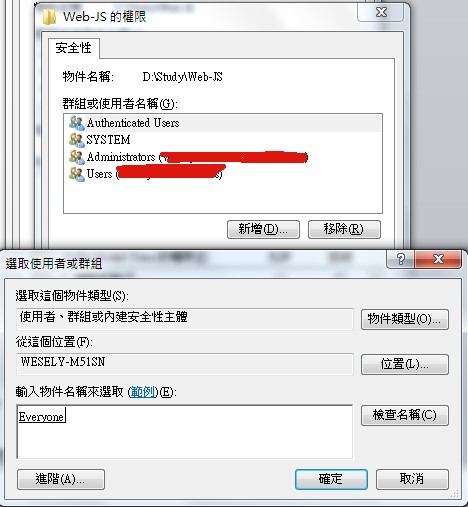 Web-JS 的權限
安全性
物件名稱: D:\Study\Web-JS
群組或使用者名稱(G):
Authenticated Users
SYSTEM
Administrators (
Users (
新增(D)... 移除(R)
選取使用者或群組
選取這個物件類型(S):
使用者、群組或內建安全性主體 物件類型(O)...
從這個位置(F):
WESELY-M51SN 位置(L)...
輸入物件名稱來選取 (範例)(E):
Everyone 檢查名稱(C)
進階(A)... 確定 取消